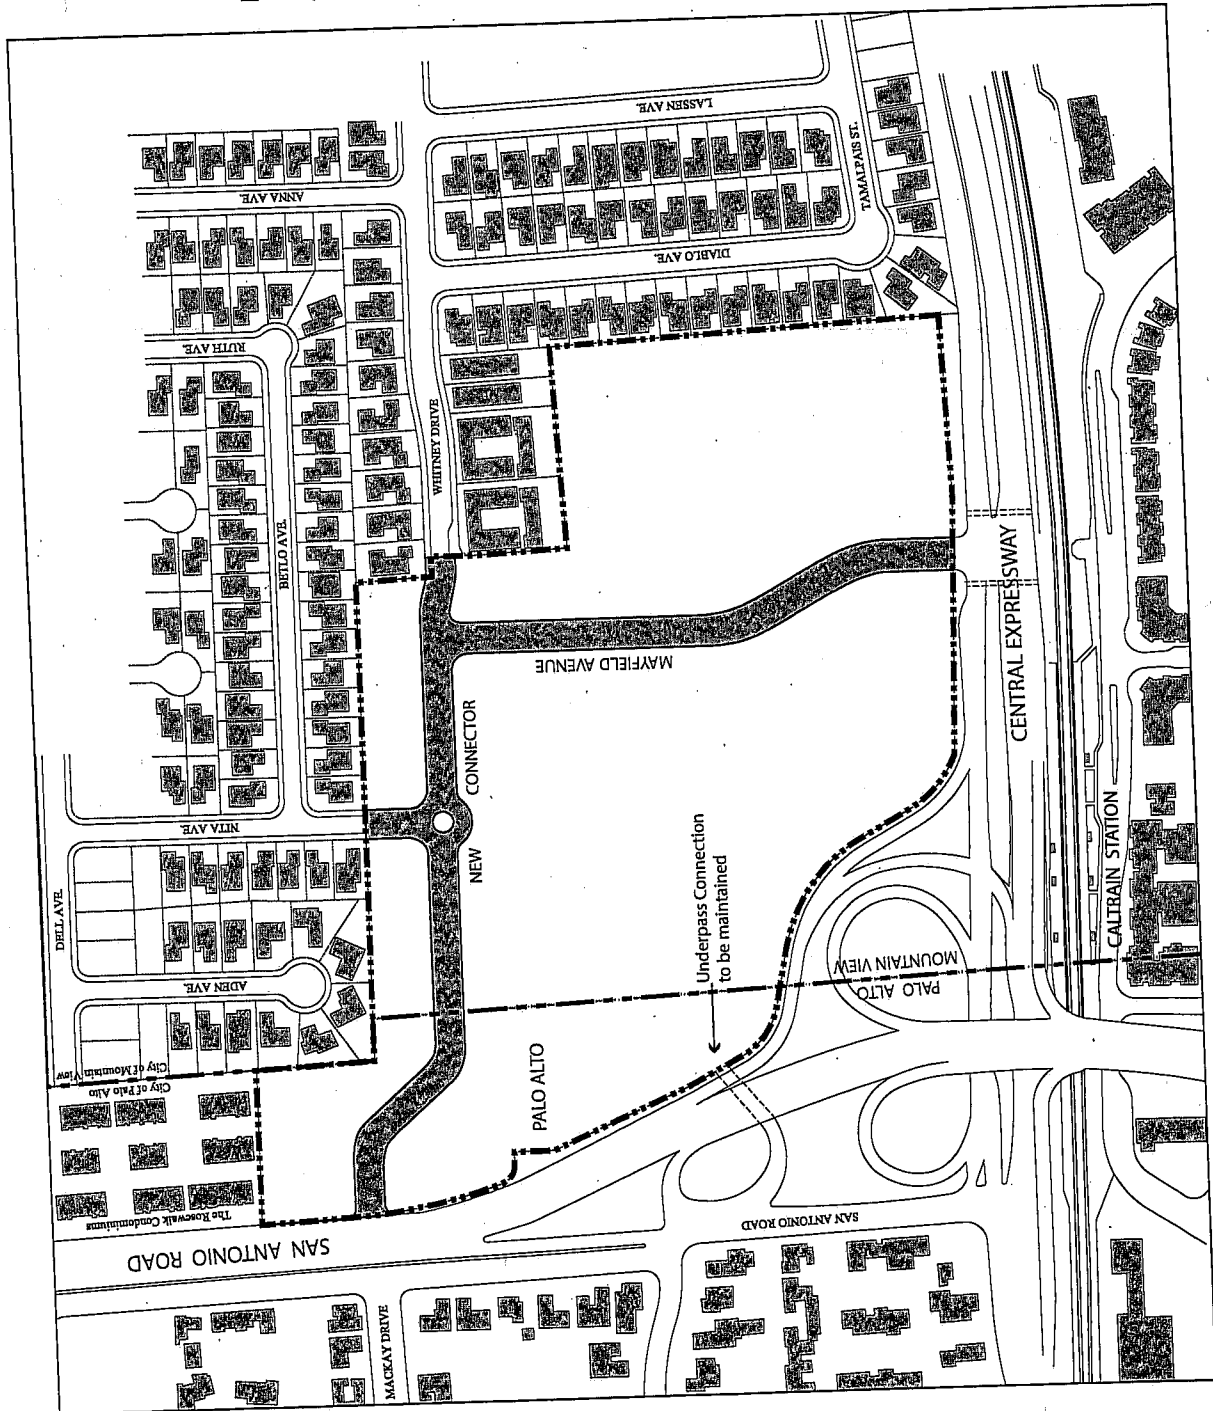 LASSEN AVE.
TAMALPAIS ST.
ANNA AVE.
DIABLO AVE.
RUTH AVE.
WHITNEY DRIVE
BETLO AVE.
CENTRAL EXPRESSWAY
MAYFIELD AVENUE
NEW CONNECTOR
NITA AVE.
CALTRAIN STATION
Underpass Connection
to be maintained
DELL AVE.
MOUNTAIN VIEW
PALO ALTO
ADEN AVE.
City of Mountain View
City of Palo Alto
PALO ALTO
The Rosewalk Condominiums
SAN ANTONIO ROAD
SAN ANTONIO ROAD
MACKAY DRIVE